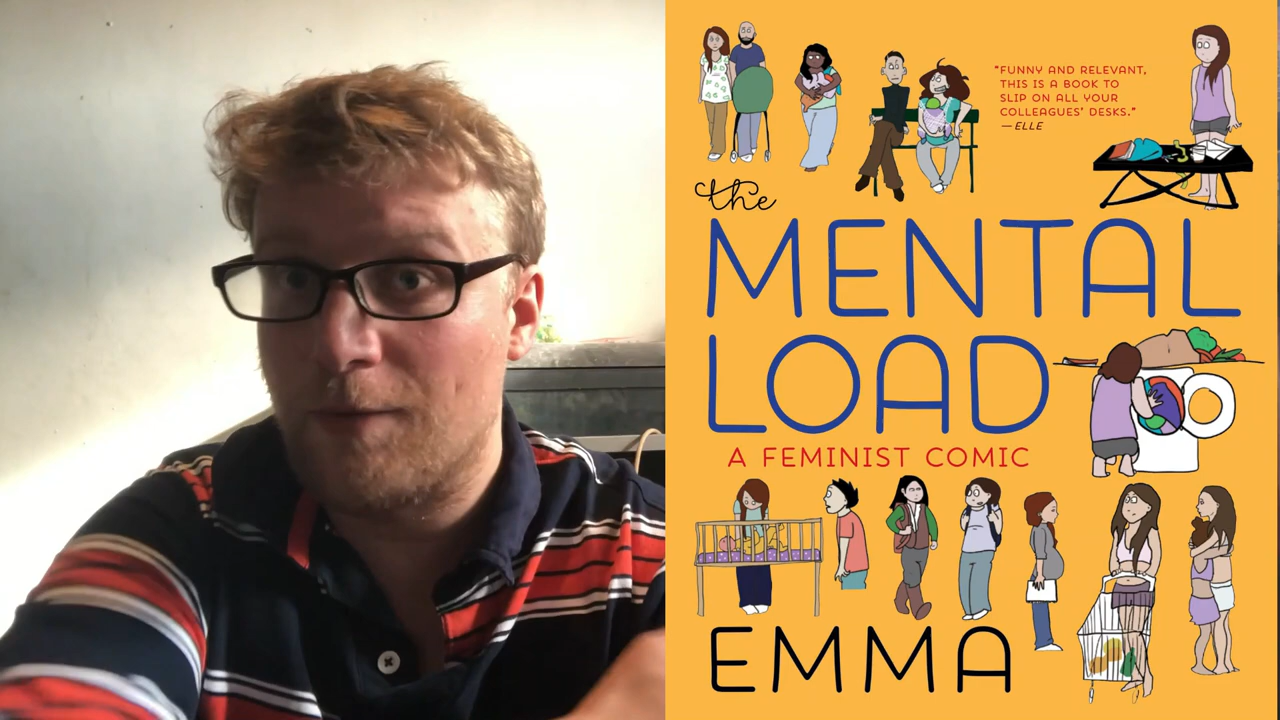 "FUNNY AND RELEVANT,
THIS IS A BOOK TO
SLIP ON ALL YOUR
COLLEAGUES' DESKS."
—ELLE
the
MENTAL
LOAD
A FEMINIST COMIC
EMMA